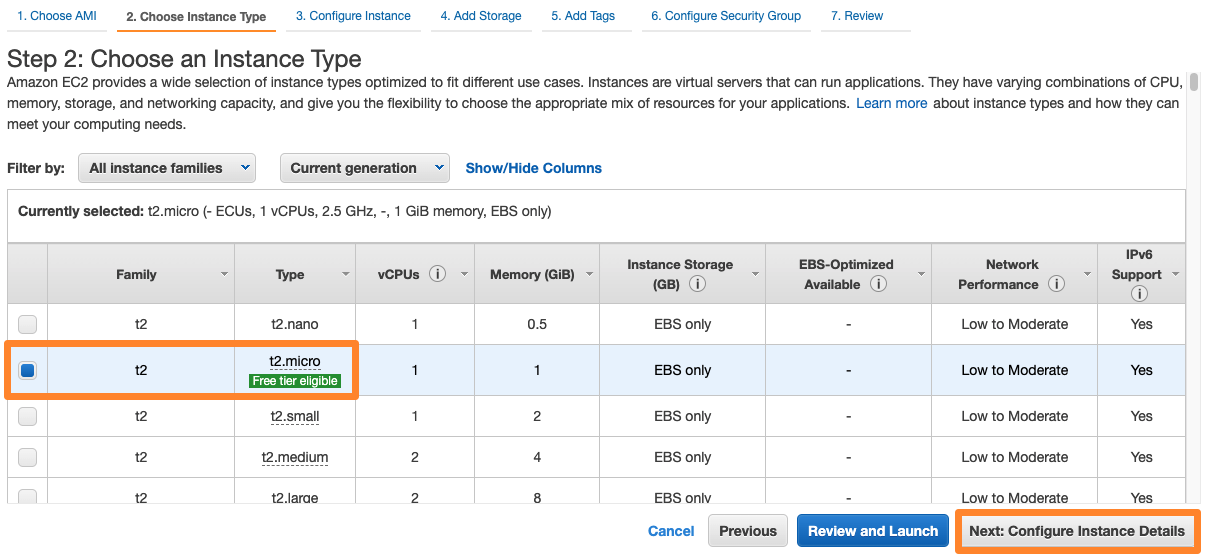 1. Choose AMI 2. Choose Instance Type 3. Configure Instance 4. Add Storage 5. Add Tags 6. Configure Security Group 7. Review
Step 2: Choose an Instance Type
Amazon EC2 provides a wide selection of instance types optimized to fit different use cases. Instances are virtual servers that can run applications. They have varying combinations of CPU,
memory, storage, and networking capacity, and give you the flexibility to choose the appropriate mix of resources for your applications. Learn more about instance types and how they can
meet your computing needs.
Filter by: All instance families Current generation Show/Hide Columns
Currently selected: t2.micro (- ECUs, 1 vCPUs, 2.5 GHz, -, 1 GiB memory, EBS only)
Family Type vCPUs i Memory (GiB) Instance Storage (GB) i EBS-Optimized Available i Network Performance i IPv6 Support i
t2 t2.nano 1 0.5 EBS only - Low to Moderate Yes
t2 t2.micro Free tier eligible 1 1 EBS only - Low to Moderate Yes
t2 t2.small 1 2 EBS only - Low to Moderate Yes
t2 t2.medium 2 4 EBS only - Low to Moderate Yes
t2 t2.large 2 8 EBS only - Low to Moderate Yes
Cancel Previous Review and Launch Next: Configure Instance Details